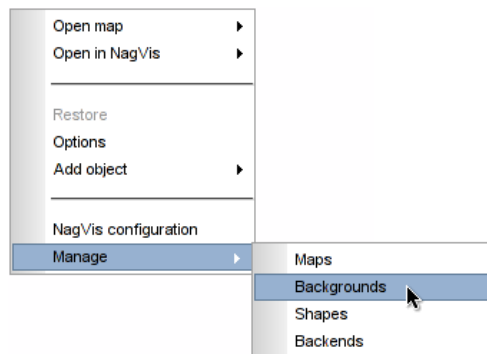 Open map
Open in NagVis
Restore
Options
Add object
NagVis configuration
Manage
Maps
Backgrounds
Shapes
Backends